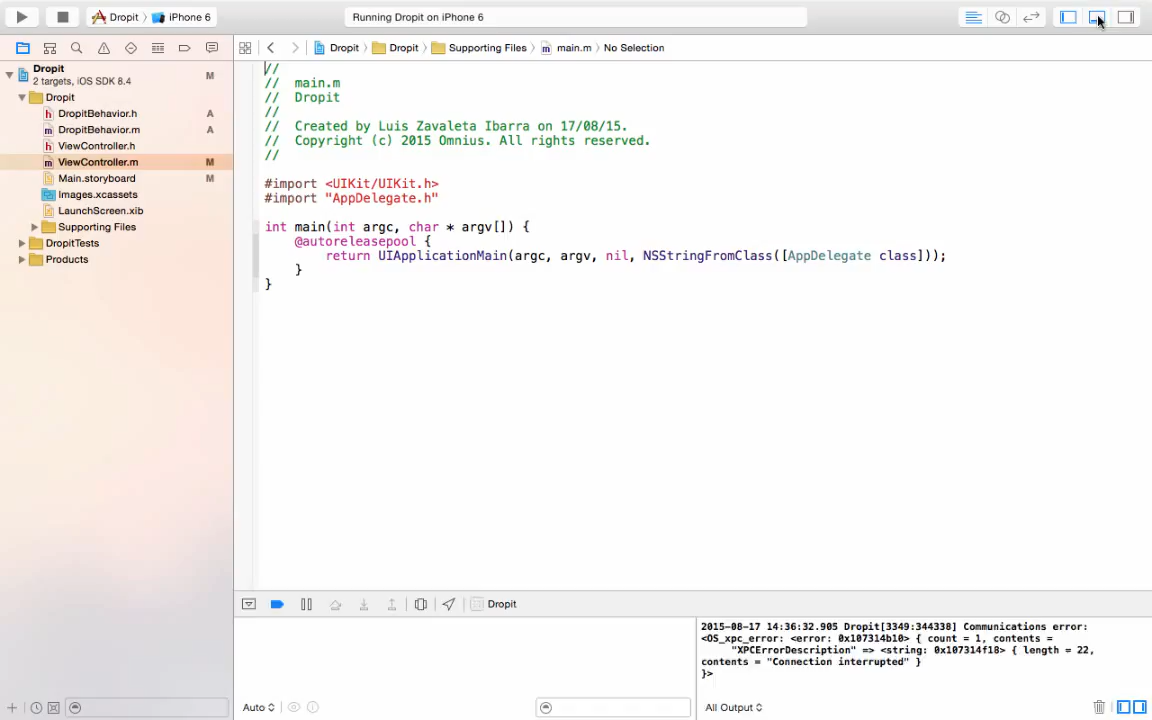 Dropit iPhone 6
Running Dropit on iPhone 6
Dropit
2 targets, iOS SDK 8.4
M
Dropit
DropitBehavior.h A
DropitBehavior.m A
ViewController.h
ViewController.m M
Main.storyboard M
Images.xcassets
LaunchScreen.xib
Supporting Files
DropitTests
Products
Dropit Dropit Supporting Files main.m No Selection
//
// main.m
// Dropit
//
// Created by Luis Zavaleta Ibarra on 17/08/15.
// Copyright (c) 2015 Omnius. All rights reserved.
//
#import <UIKit/UIKit.h>
#import "AppDelegate.h"
int main(int argc, char * argv[]) {
@autoreleasepool {
return UIApplicationMain(argc, argv, nil, NSStringFromClass([AppDelegate class]));
}
}
Dropit
2015-08-17 14:36:32.905 Dropit[3349:344338] Communications error:
<OS_xpc_error: <error: 0x107314b10> { count = 1, contents =
"XPCErrorDescription" => <string: 0x107314f18> { length = 22,
contents = "Connection interrupted" }
}>
Auto
All Output